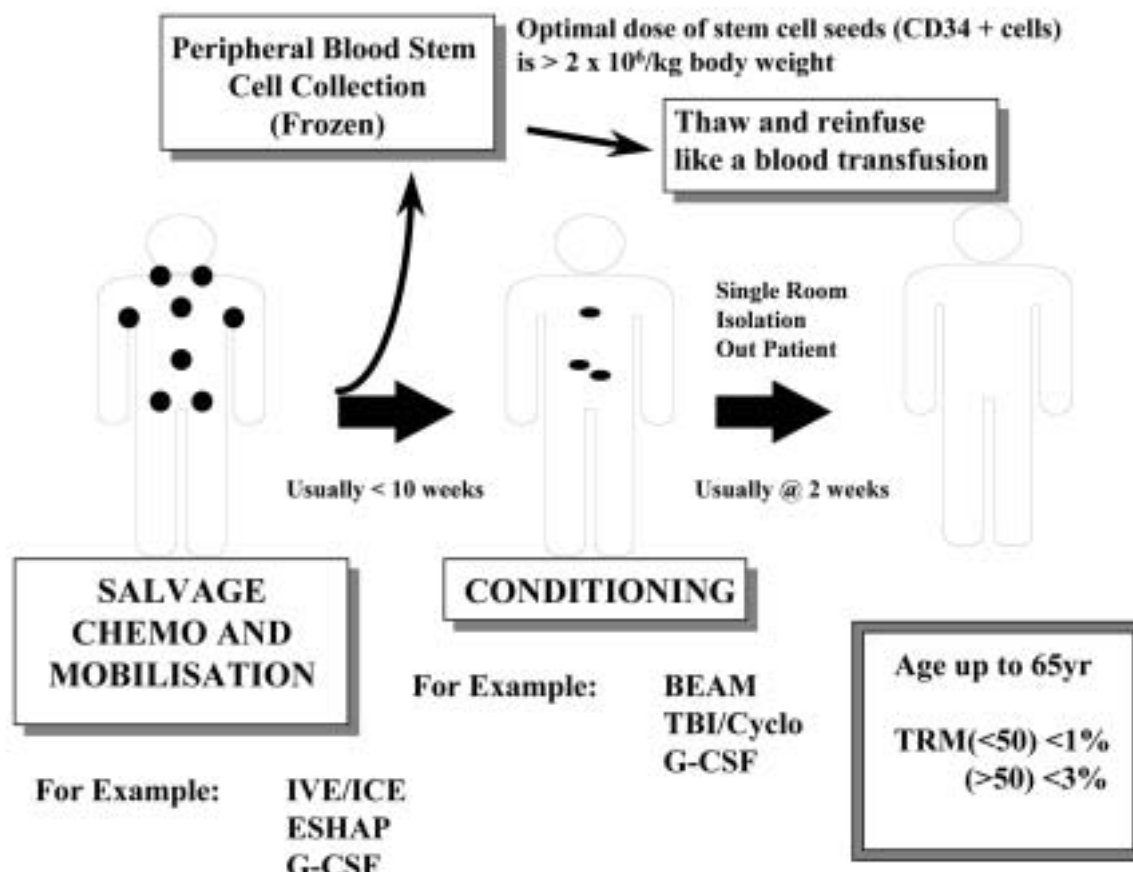 Peripheral Blood Stem
Cell Collection
(Frozen)
Optimal dose of stem cell seeds (CD34 + cells)
is > 2 x 10⁶/kg body weight
Thaw and reinfuse
like a blood transfusion
Single Room
Isolation
Out Patient
Usually < 10 weeks
Usually @ 2 weeks
SALVAGE
CHEMO AND
MOBILISATION
CONDITIONING
For Example: BEAM
TBI/Cyclo
G-CSF
Age up to 65yr
TRM(<50) <1%
(>50) <3%
For Example: IVE/ICE
ESHAP
G-CSF